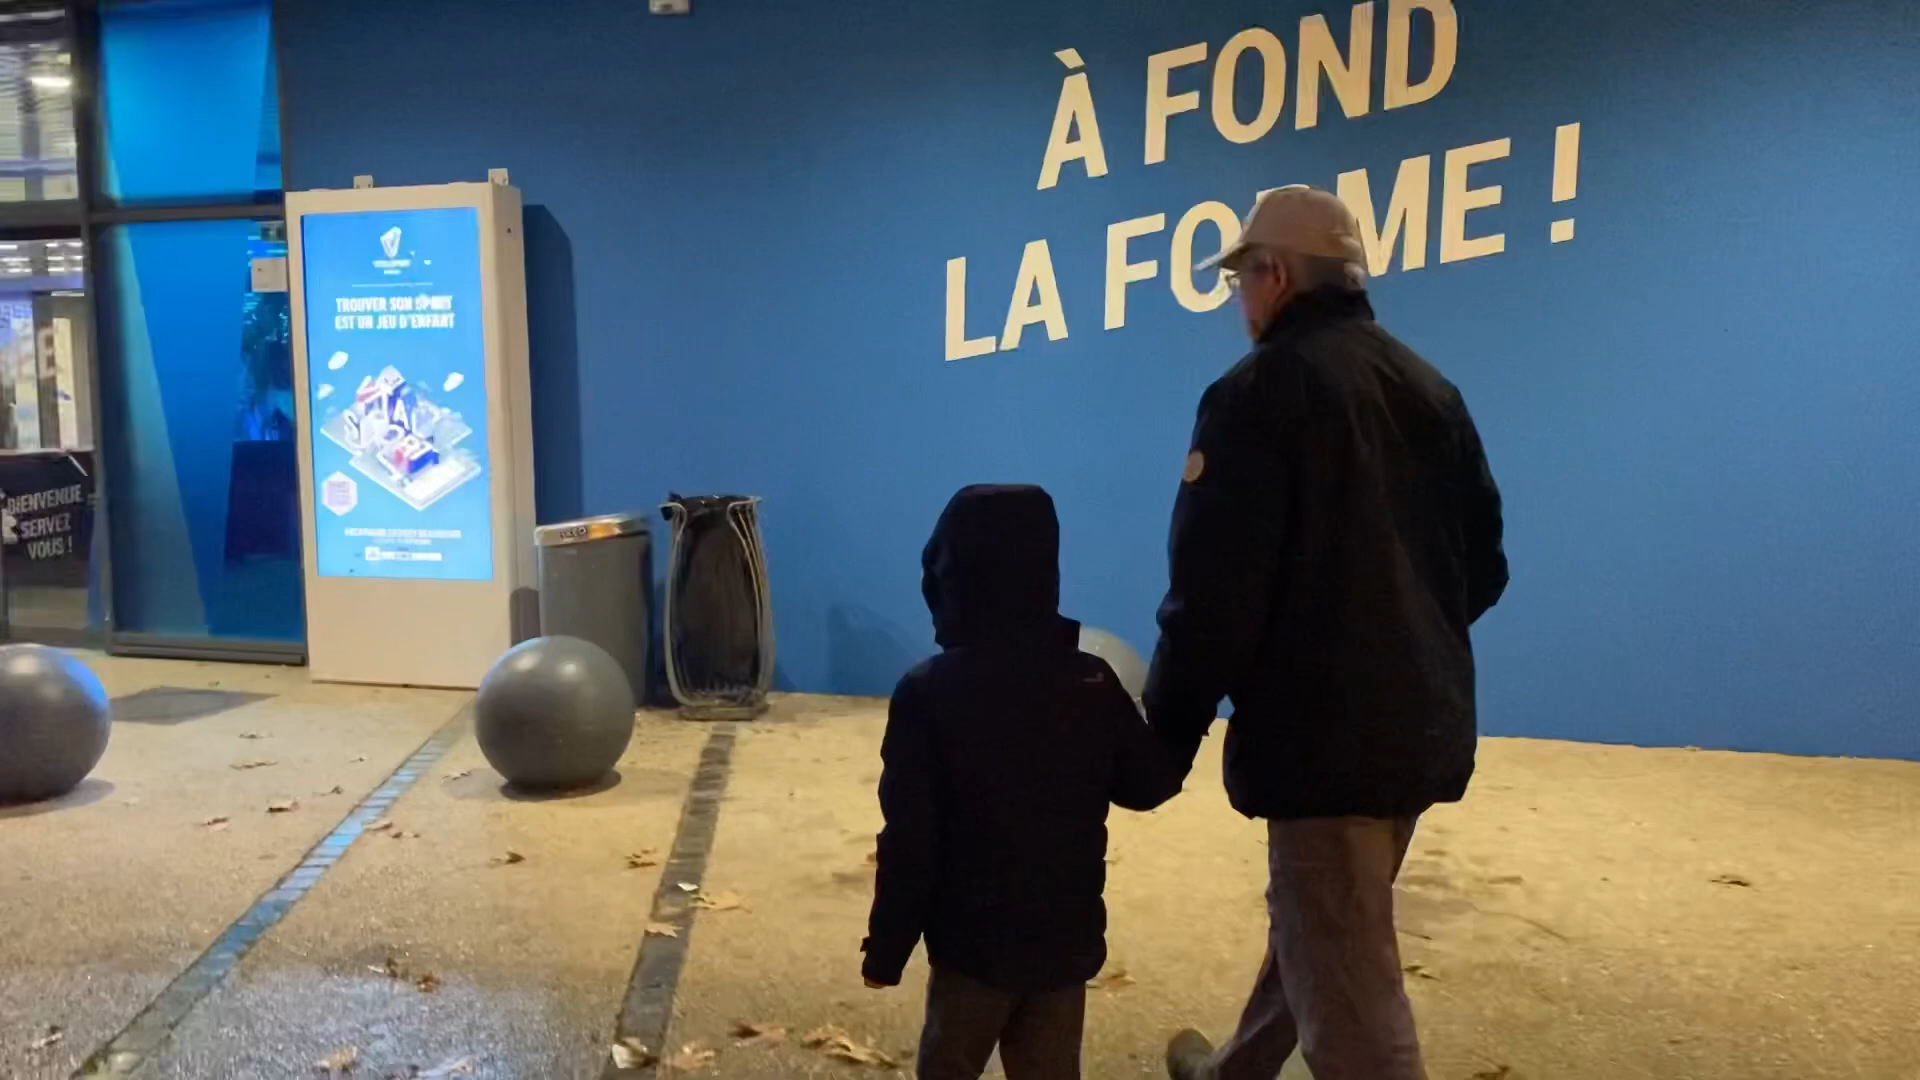 À FOND
LA FORME !
TROUVER SON SPORT
EST UN JEU D'ENFANT
BIENVENUE
SERVEZ
VOUS !